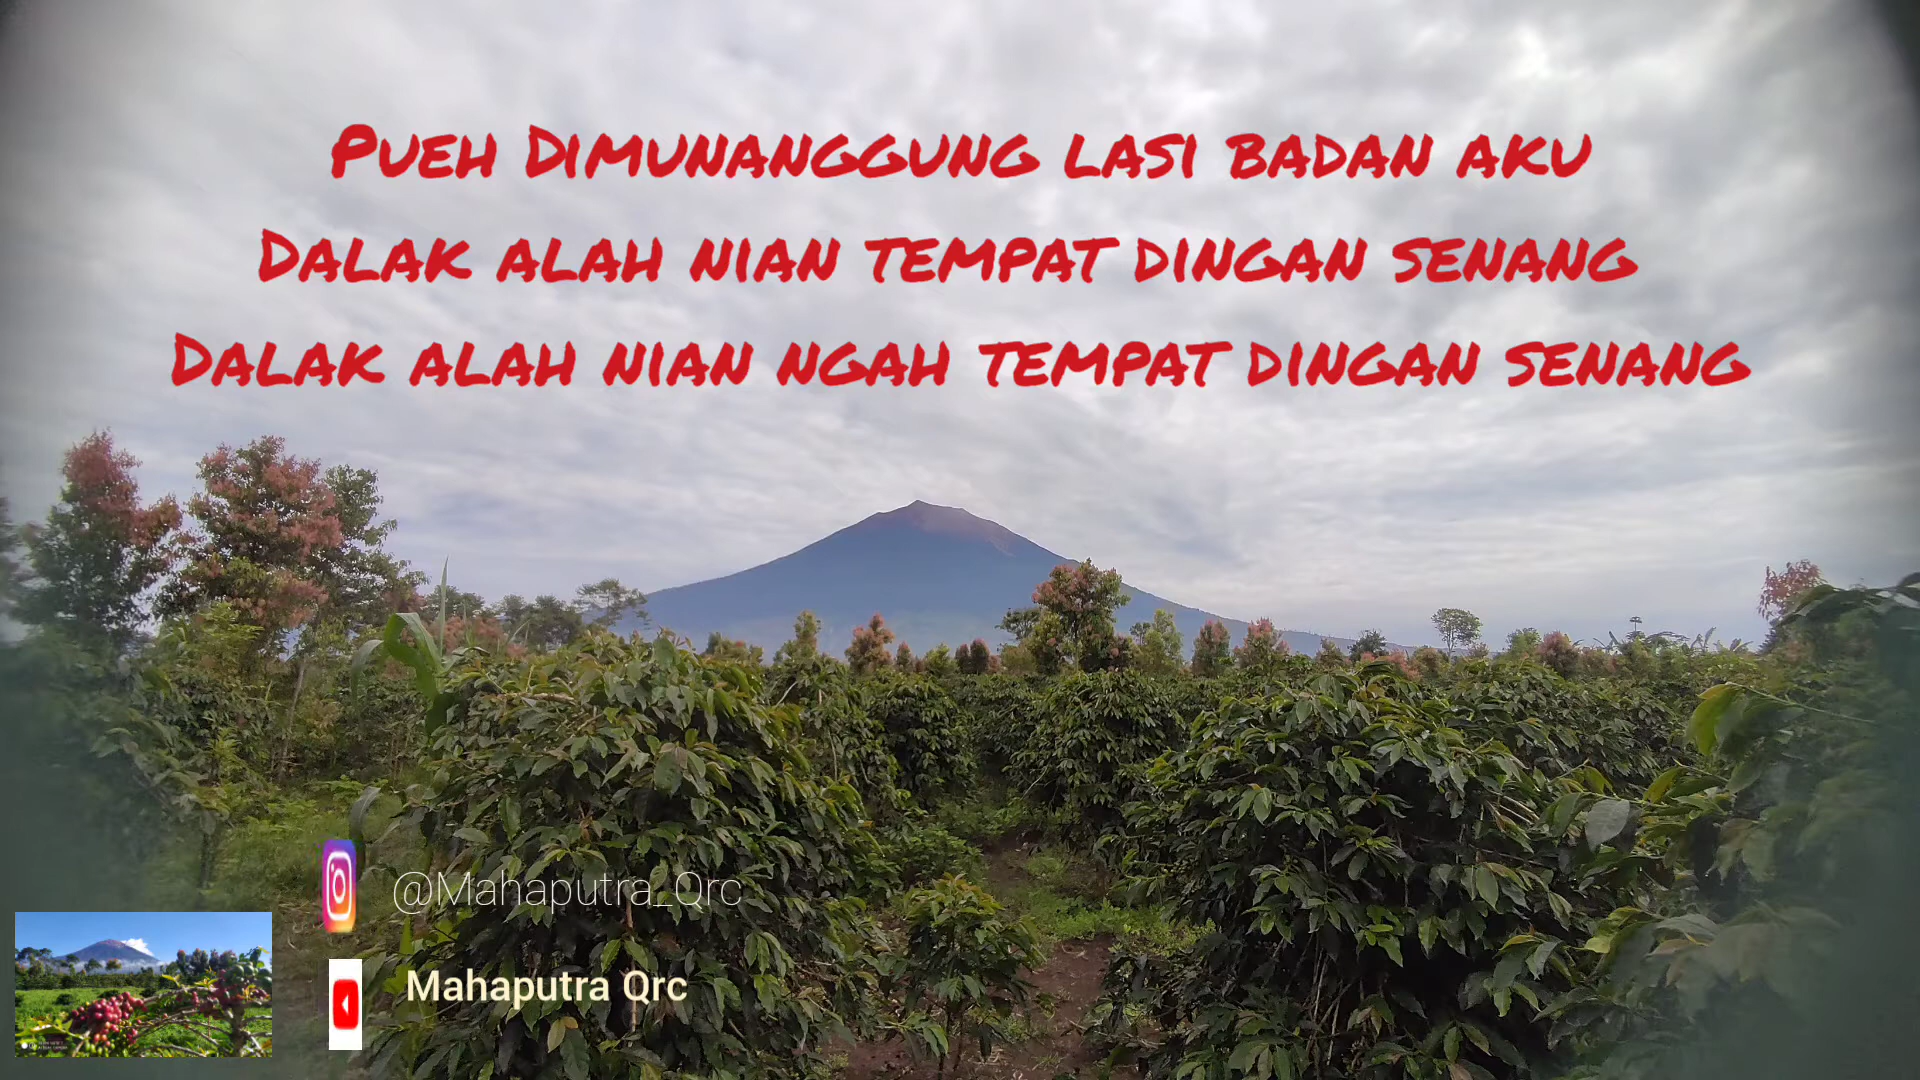 Pueh Dimunanggung lasi badan aku
Dalak alah nian tempat dingan senang
Dalak alah nian ngah tempat dingan senang
@Mahaputra_Qrc
Mahaputra Qrc